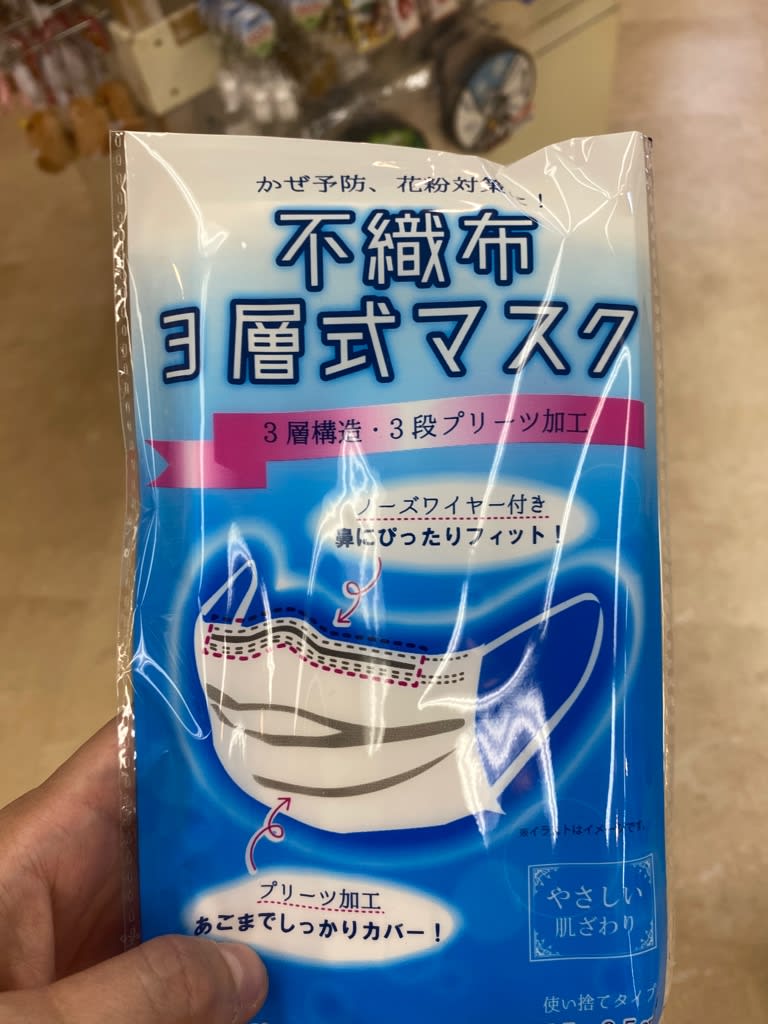 かぜ予防、花粉対策に！
不織布
3層式マスク
3層構造・3段プリーツ加工
ノーズワイヤー付き
鼻にぴったりフィット！
※イラストはイメージです。
プリーツ加工
あごまでしっかりカバー！
やさしい
肌ざわり
使い捨てタイプ